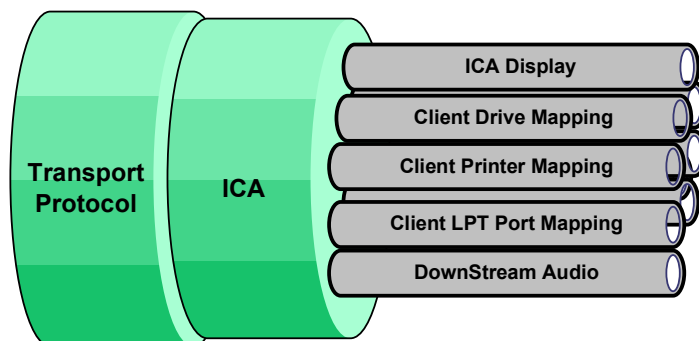 Transport
Protocol
ICA
ICA Display
Client Drive Mapping
Client Printer Mapping
Client LPT Port Mapping
DownStream Audio